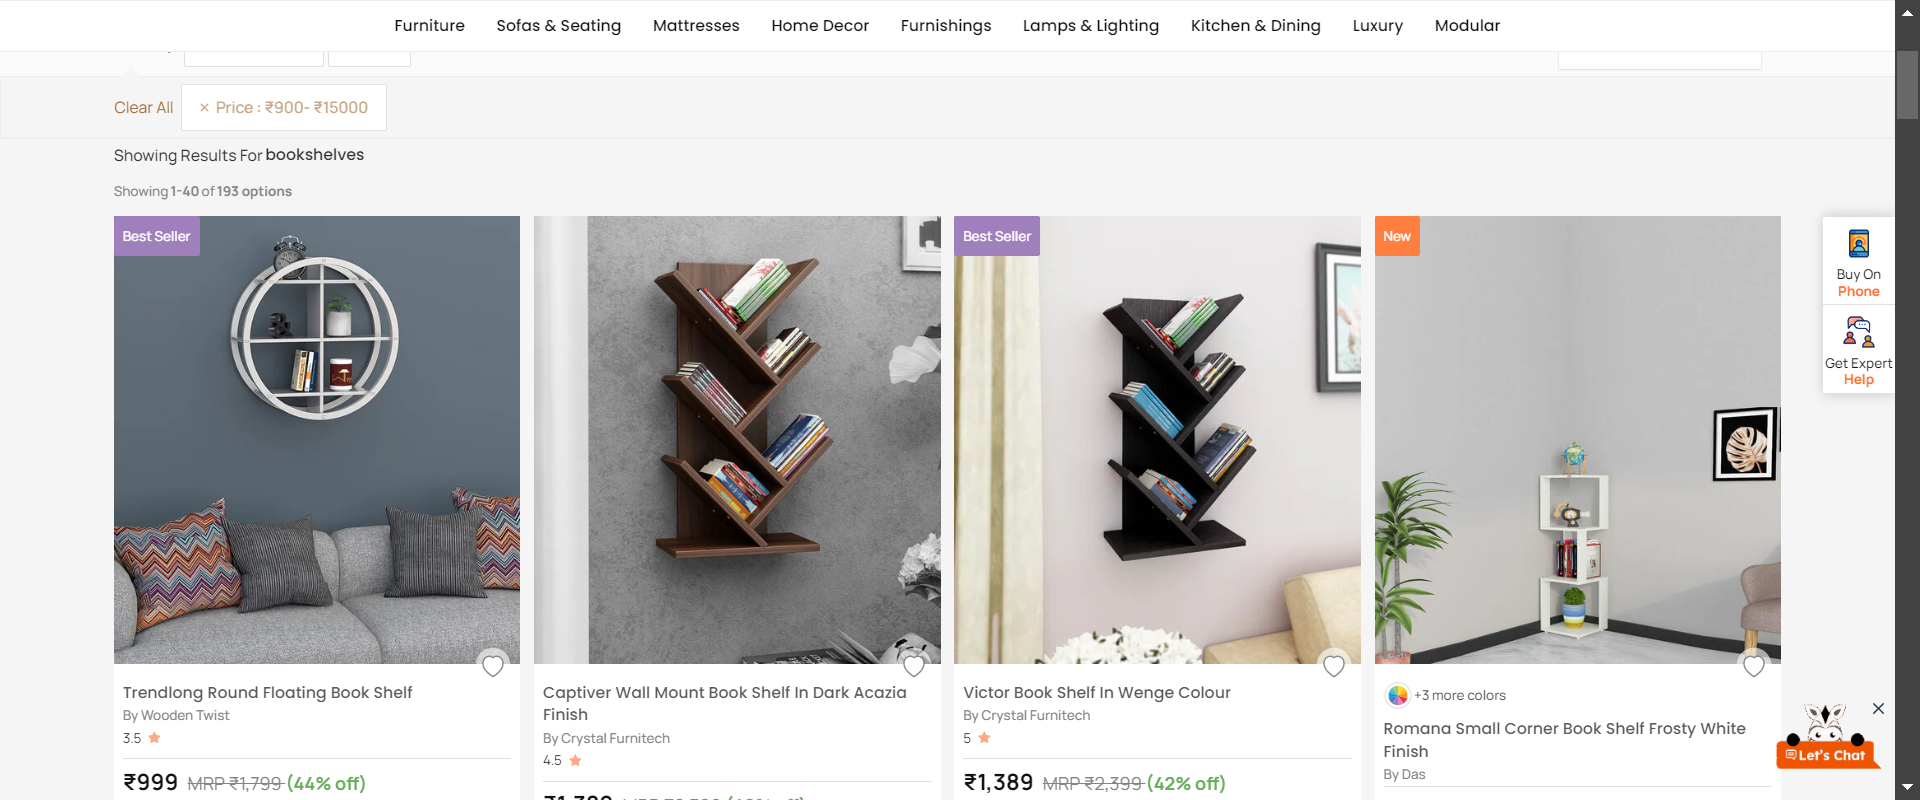 Furniture Sofas & Seating Mattresses Home Decor Furnishings Lamps & Lighting Kitchen & Dining Luxury Modular
Clear All × Price : ₹900- ₹15000
Showing Results For bookshelves
Showing 1-40 of 193 options
Best Seller
Best Seller
New
Buy On
Phone
Get Expert
Help
Trendlong Round Floating Book Shelf
By Wooden Twist
3.5
₹999 MRP ₹1,799 (44% off)
Captiver Wall Mount Book Shelf In Dark Acazia
Finish
By Crystal Furnitech
4.5
Victor Book Shelf In Wenge Colour
By Crystal Furnitech
5
₹1,389 MRP ₹2,399 (42% off)
+3 more colors
Romana Small Corner Book Shelf Frosty White
Finish
By Das
Let's Chat